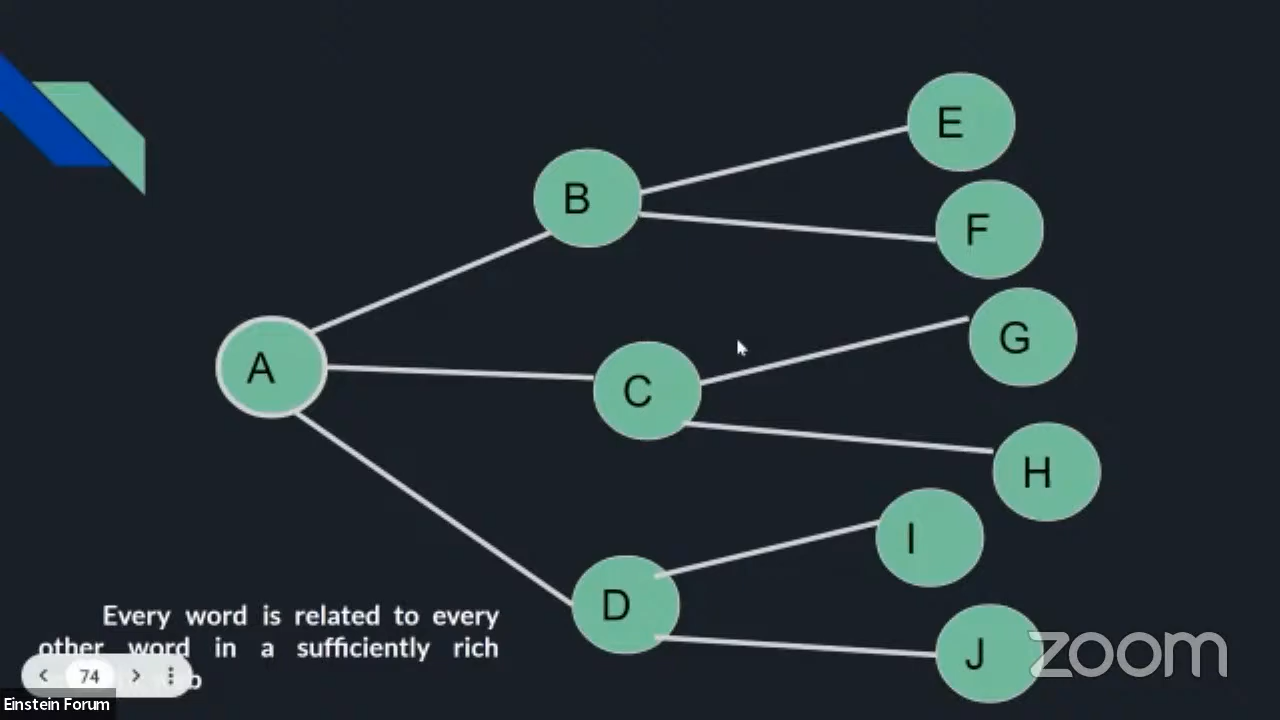 E
B
F
G
A
C
H
I
D
J
Every word is related to every
other word in a sufficiently rich
zoom
74
Einstein Forum